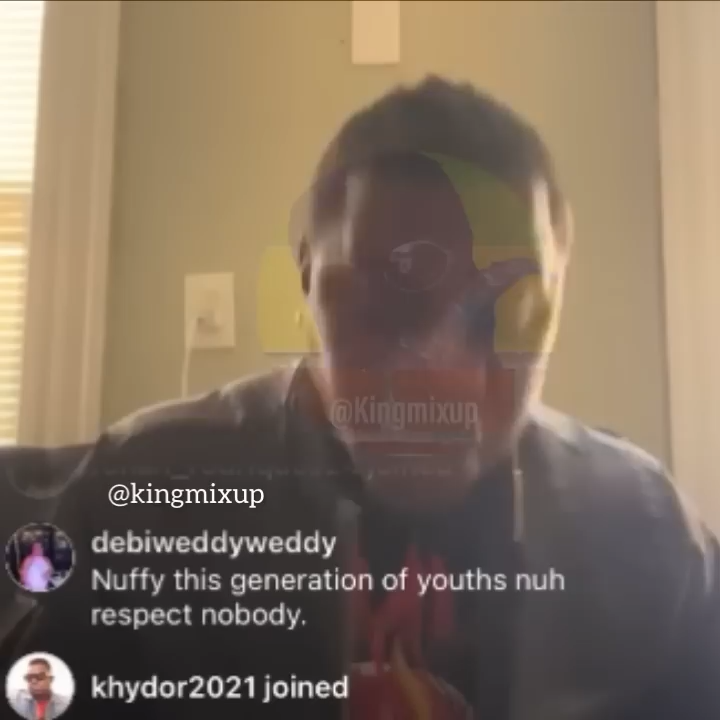 @Kingmixup
@kingmixup
debiweddyweddy
Nuffy this generation of youths nuh
respect nobody.
khydor2021 joined